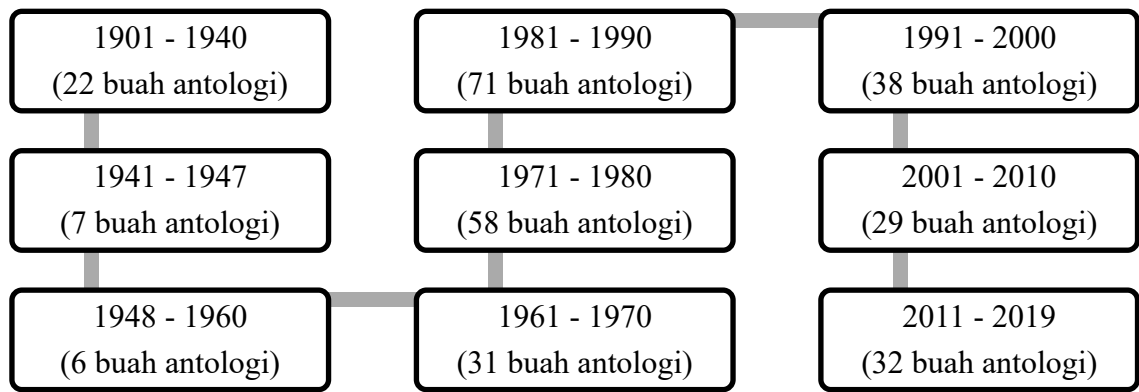 1901 - 1940
(22 buah antologi)
1941 - 1947
(7 buah antologi)
1948 - 1960
(6 buah antologi)
1961 - 1970
(31 buah antologi)
1971 - 1980
(58 buah antologi)
1981 - 1990
(71 buah antologi)
1991 - 2000
(38 buah antologi)
2001 - 2010
(29 buah antologi)
2011 - 2019
(32 buah antologi)